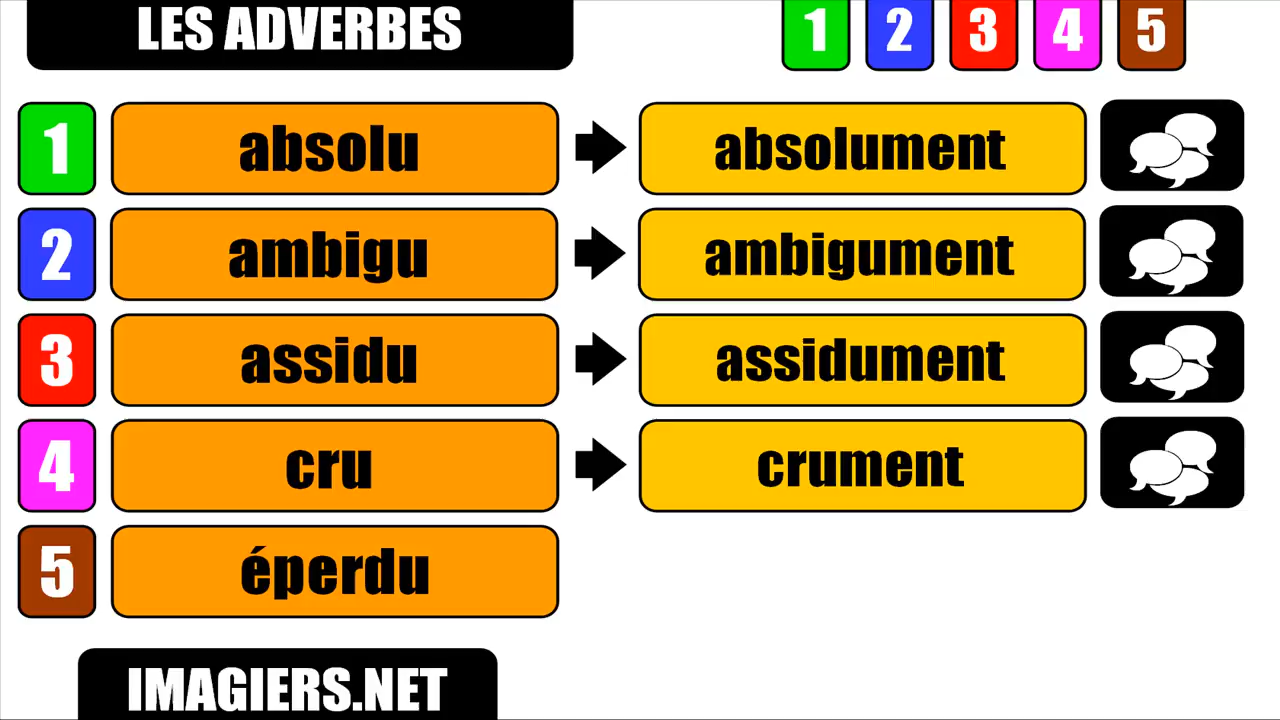 LES ADVERBES
1 2 3 4 5
1 absolu absolument
2 ambigu ambigument
3 assidu assidument
4 cru crument
5 éperdu
IMAGIERS.NET